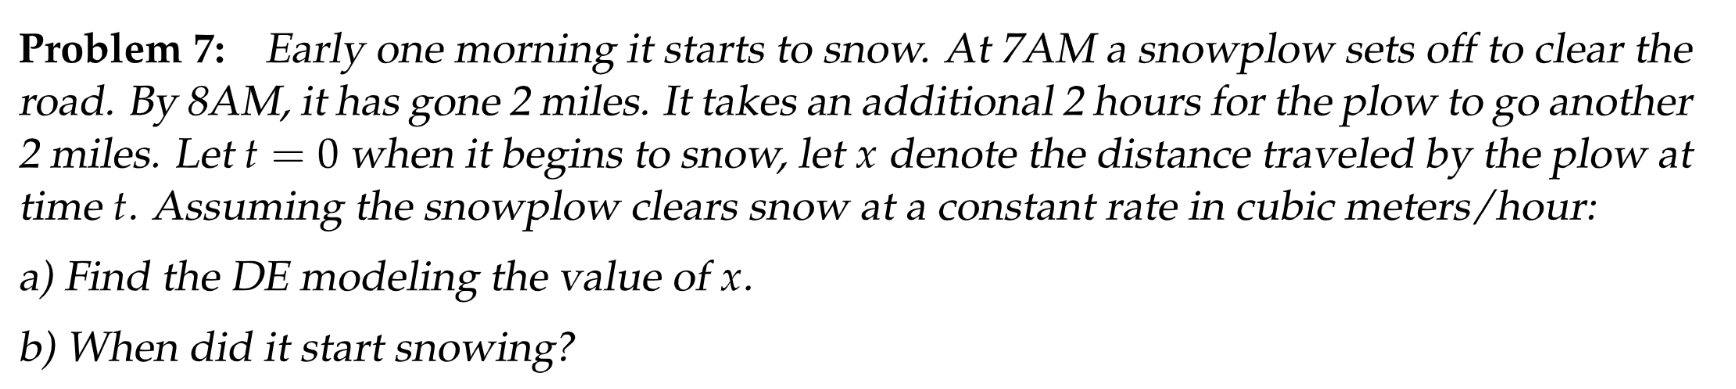 Problem 7: Early one morning it starts to snow. At 7AM a snowplow sets off to clear the
road. By 8AM, it has gone 2 miles. It takes an additional 2 hours for the plow to go another
2 miles. Let t = 0 when it begins to snow, let x denote the distance traveled by the plow at
time t. Assuming the snowplow clears snow at a constant rate in cubic meters/hour:
a) Find the DE modeling the value of x.
b) When did it start snowing?